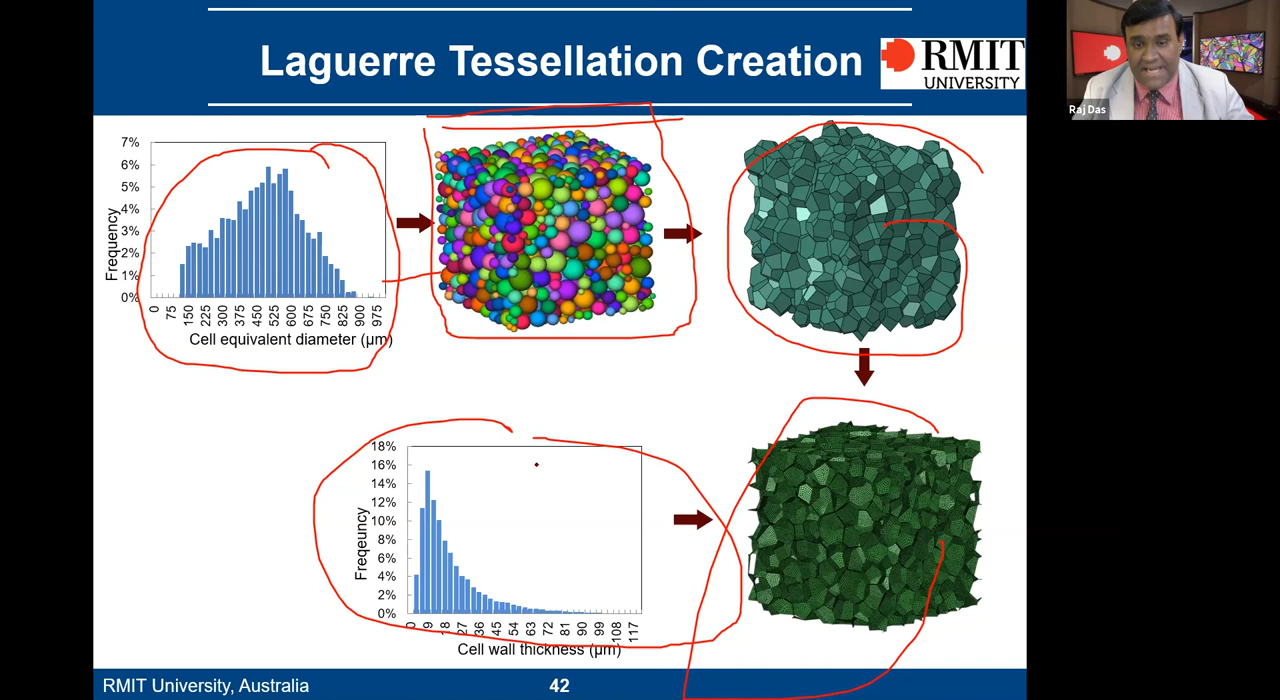 Laguerre Tessellation Creation
RMIT
UNIVERSITY
Raj Das
7%
6%
5%
4%
3%
2%
1%
0%
Frequency
0 75 150 225 300 375 450 525 600 675 750 825 900 975
Cell equivalent diameter (µm)
18%
16%
14%
12%
10%
8%
6%
4%
2%
0%
Freqeuncy
0 9 18 27 36 45 54 63 72 81 90 99 108 117
Cell wall thickness (µm)
RMIT University, Australia
42